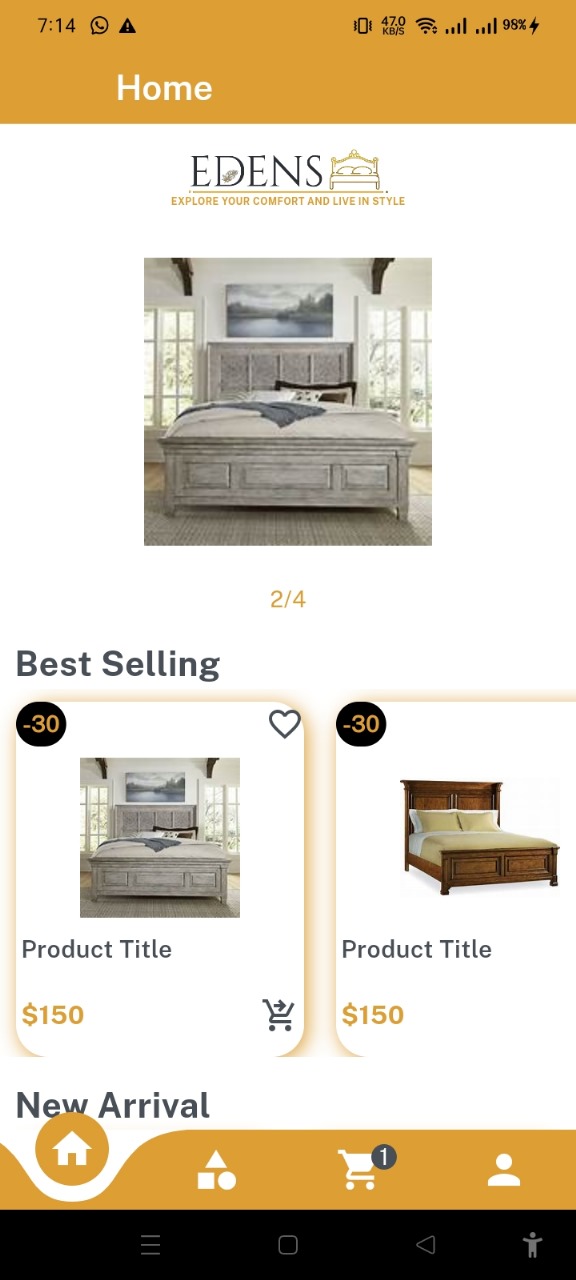 7:14 47.0 KB/S 98%
Home
EDENS
EXPLORE YOUR COMFORT AND LIVE IN STYLE
2/4
Best Selling
-30 -30
Product Title Product Title
$150 $150
New Arrival
1